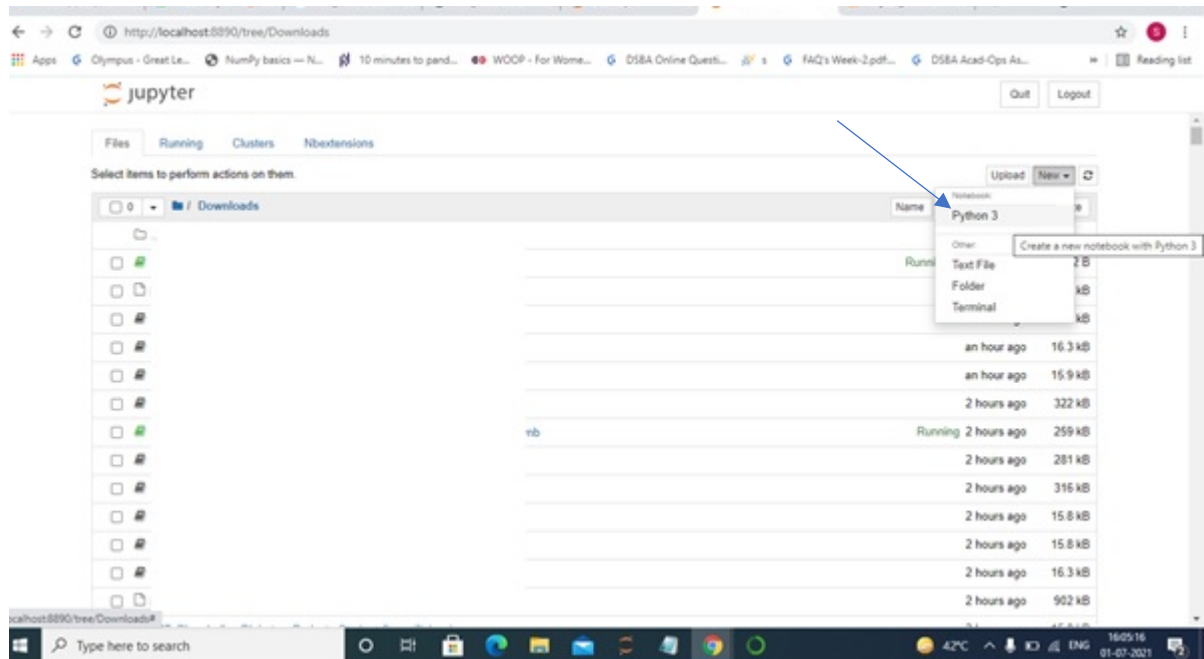 http://localhost:8890/tree/Downloads
S
Apps Olympus - Great Le... NumPy basics — N... 10 minutes to pand... WOOP - For Wome... DSBA Online Questi... s FAQ's Week-2.pdf... DSBA Acad-Ops As... » Reading list
jupyter Quit Logout
Files Running Clusters Nbextensions
Select items to perform actions on them. Upload New
0 / Downloads Name
Notebook:
Python 3
Create a new notebook with Python 3
Other:
Text File
Folder
Terminal
..
Runni 2 B
kB
kB
an hour ago 16.3 kB
an hour ago 15.9 kB
2 hours ago 322 kB
nb Running 2 hours ago 259 kB
2 hours ago 281 kB
2 hours ago 316 kB
2 hours ago 15.8 kB
2 hours ago 15.8 kB
2 hours ago 16.3 kB
2 hours ago 902 kB
ocalhost:8890/tree/Downloads#
Type here to search 42°C ENG 16:05:16
01-07-2021